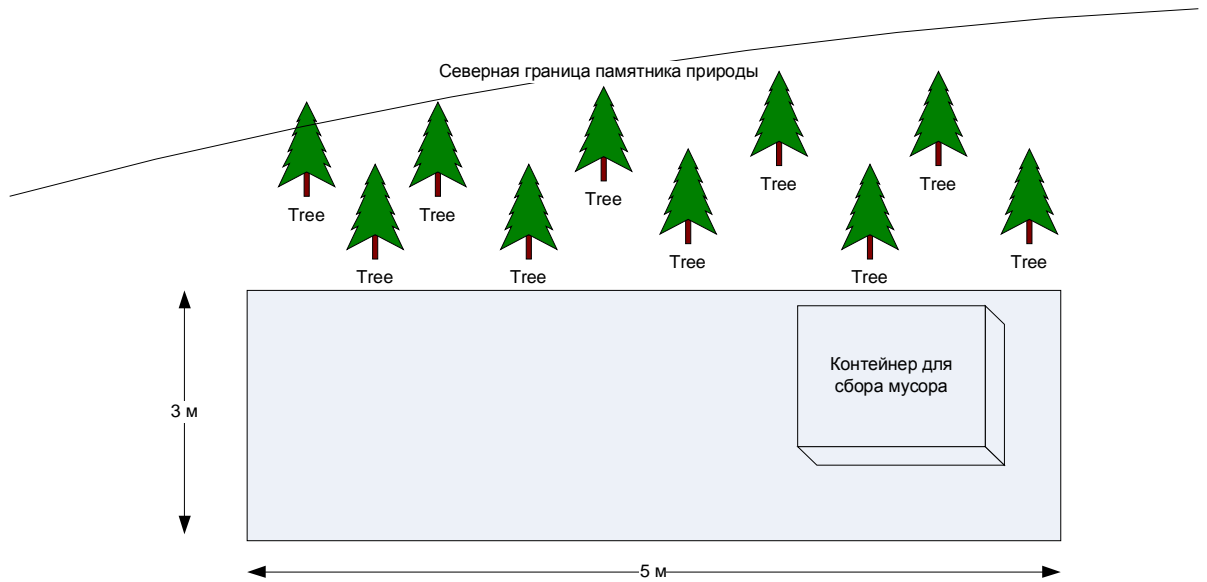 Северная граница памятника природы
Tree
Tree
Tree
Tree
Tree
Tree
Tree
Tree
Tree
Tree
Контейнер для
сбора мусора
3 м
5 м